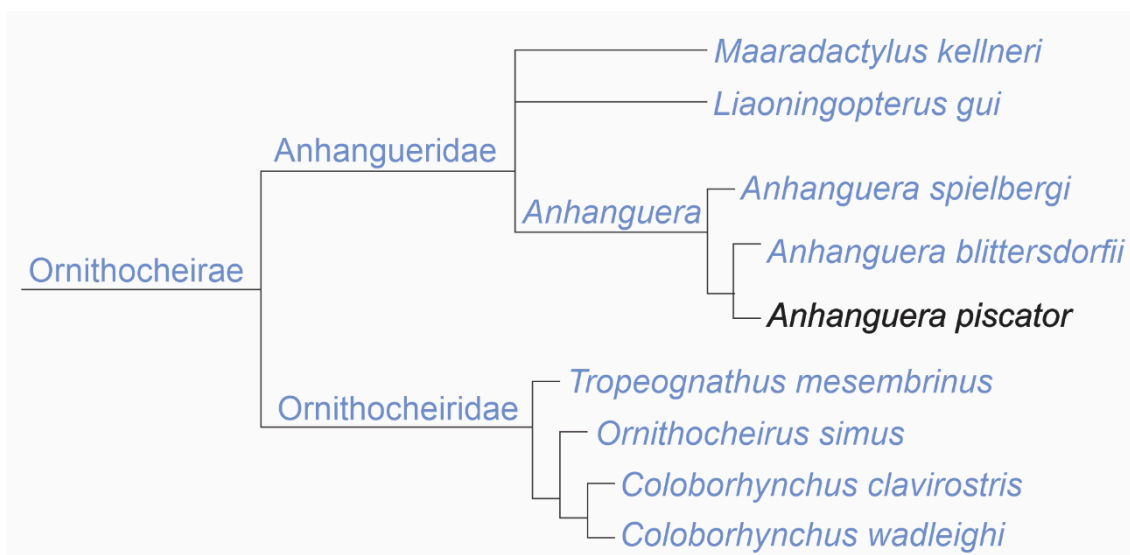 Maaradactylus kellneri
Liaoningopterus gui
Anhangueridae
Anhanguera spielbergi
Anhanguera
Anhanguera blittersdorfii
Ornithocheirae
Anhanguera piscator
Tropeognathus mesembrinus
Ornithocheiridae
Ornithocheirus simus
Coloborhynchus clavirostris
Coloborhynchus wadleighi